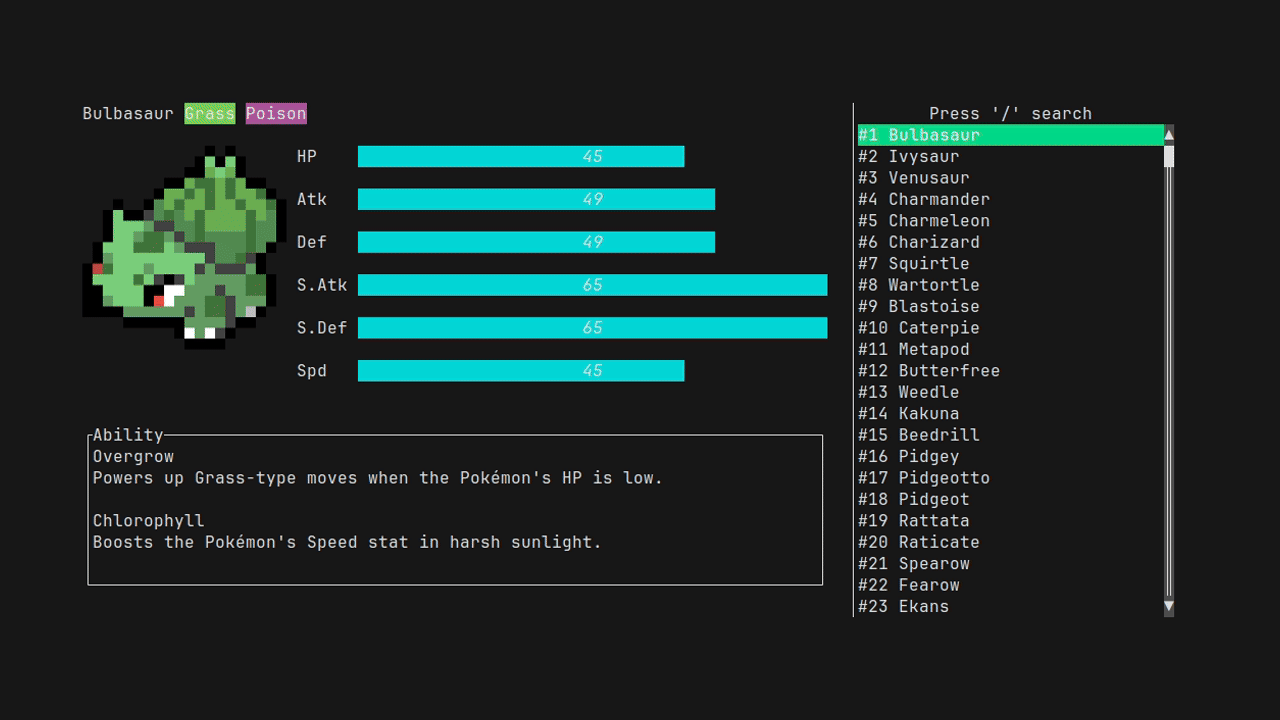 Bulbasaur Grass Poison
HP 45
Atk 49
Def 49
S.Atk 65
S.Def 65
Spd 45
Ability
Overgrow
Powers up Grass-type moves when the Pokémon's HP is low.
Chlorophyll
Boosts the Pokémon's Speed stat in harsh sunlight.
Press '/' search
#1 Bulbasaur
#2 Ivysaur
#3 Venusaur
#4 Charmander
#5 Charmeleon
#6 Charizard
#7 Squirtle
#8 Wartortle
#9 Blastoise
#10 Caterpie
#11 Metapod
#12 Butterfree
#13 Weedle
#14 Kakuna
#15 Beedrill
#16 Pidgey
#17 Pidgeotto
#18 Pidgeot
#19 Rattata
#20 Raticate
#21 Spearow
#22 Fearow
#23 Ekans